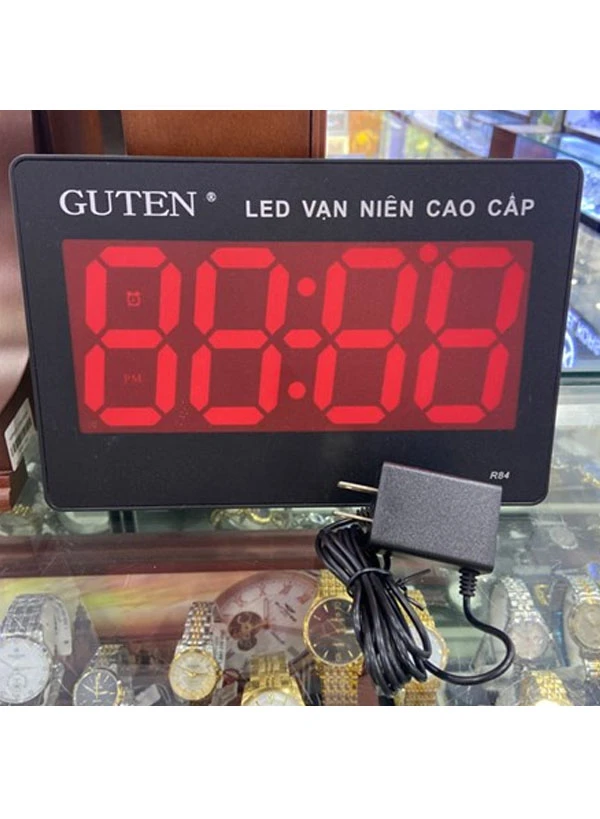 GUTEN ® LED VẠN NIÊN CAO CẤP
88:88
PM
R84